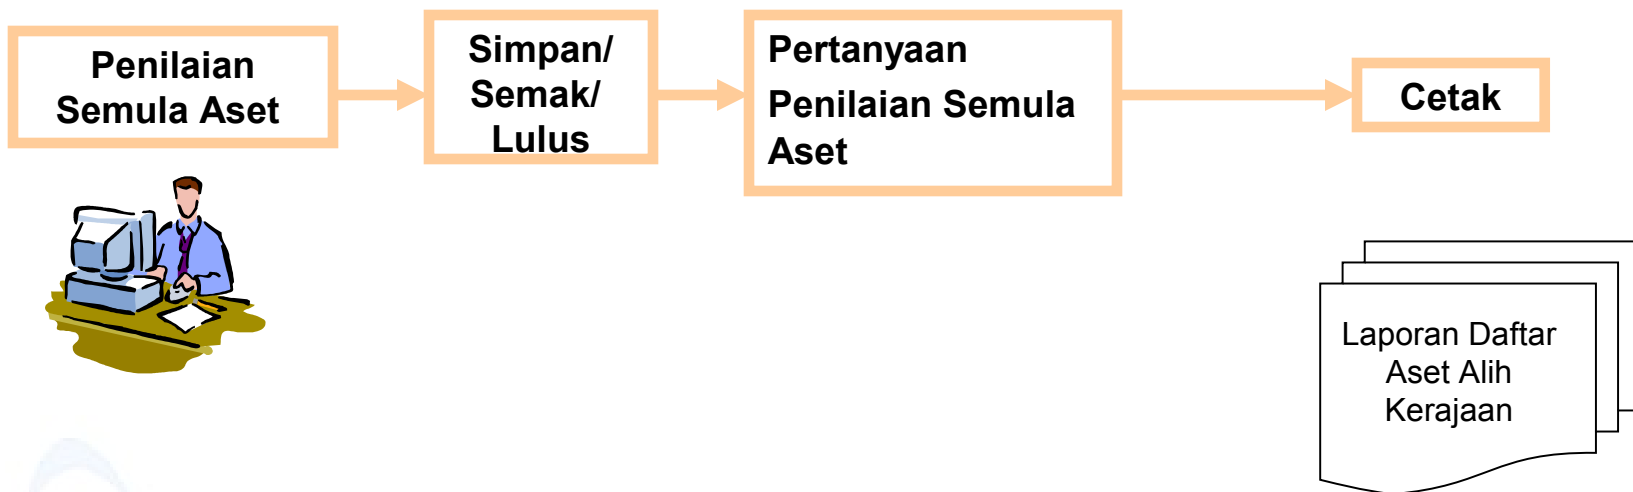 Penilaian
Semula Aset
Simpan/
Semak/
Lulus
Pertanyaan
Penilaian Semula
Aset
Cetak
Laporan Daftar
Aset Alih
Kerajaan